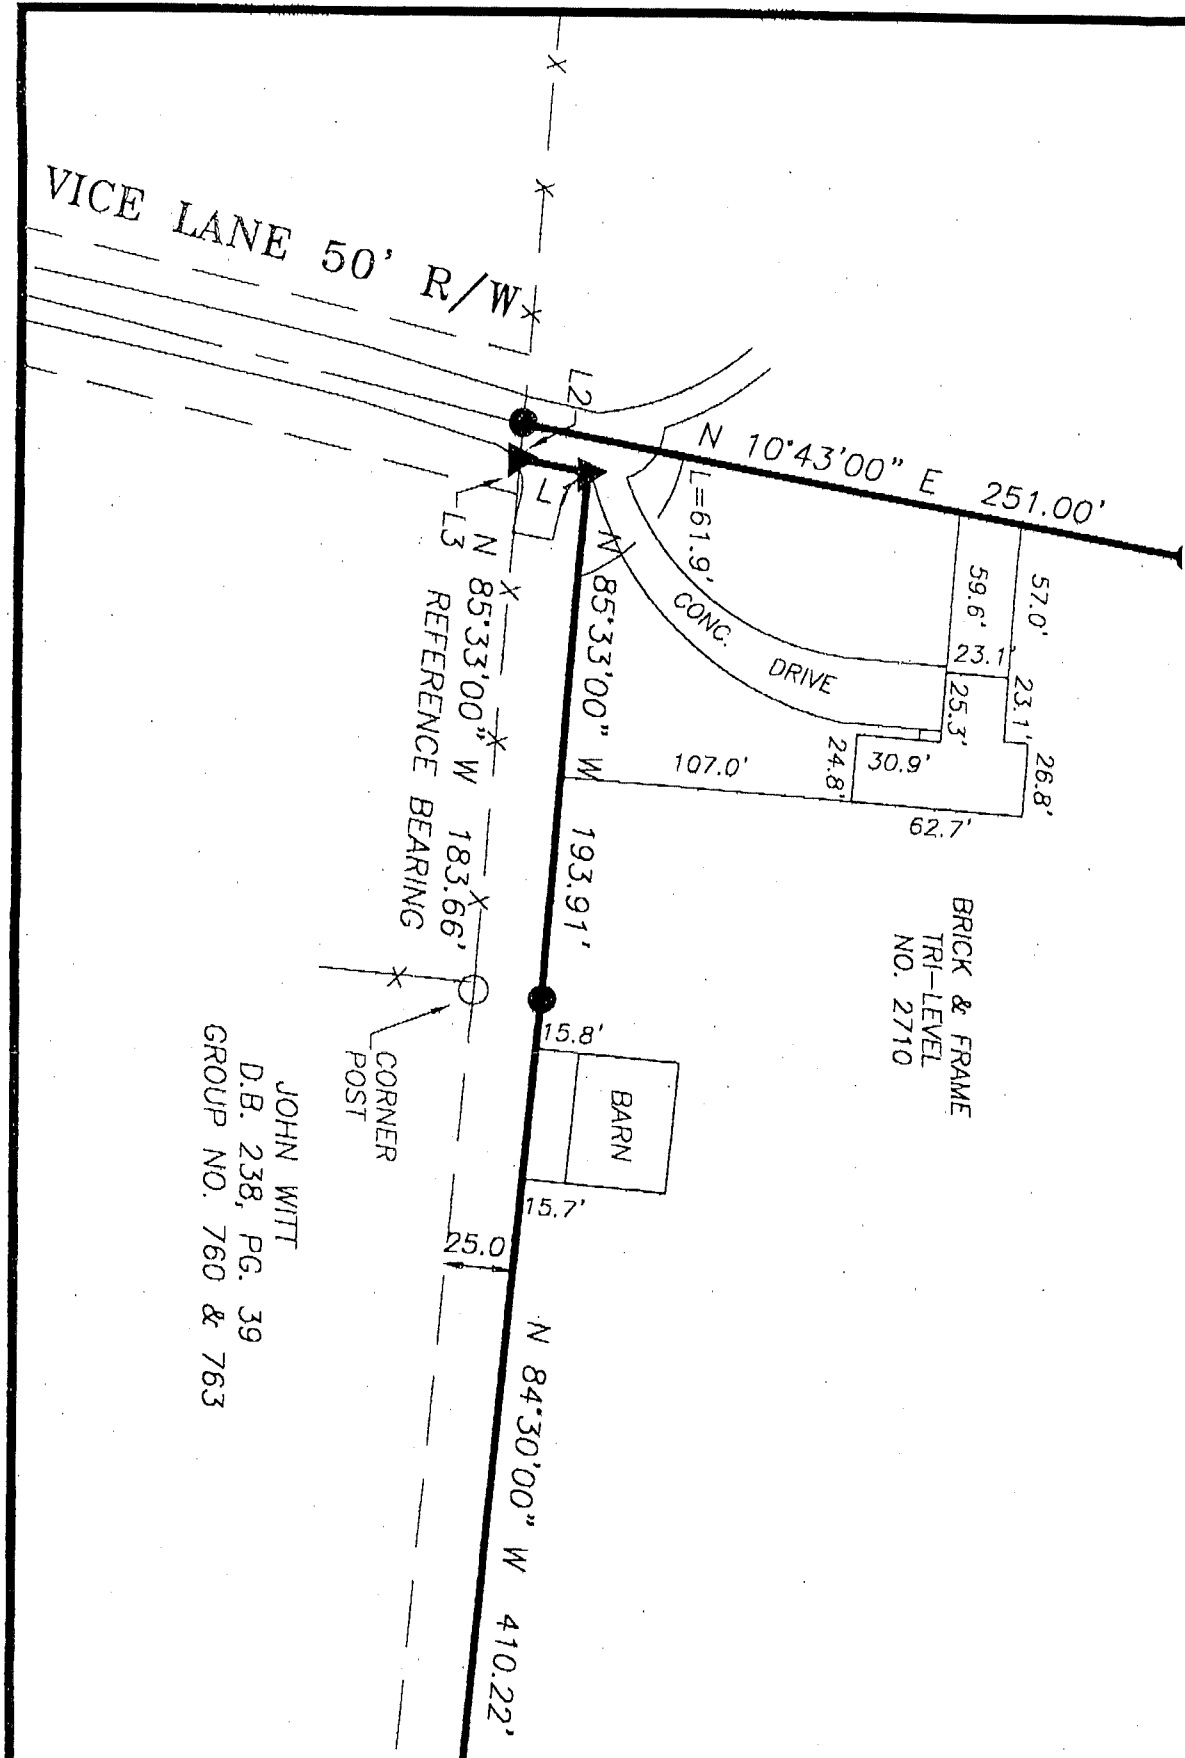 VICE LANE 50' R/W
L2
N 10°43'00" E 251.00'
L=61.9'
L
L3
N 85°33'00" W 193.91'
N 85°33'00" W 183.66'
REFERENCE BEARING
CONC. DRIVE
59.6'
57.0'
23.1'
23.1'
25.3'
26.8'
24.8'
30.9'
107.0'
62.7'
BRICK & FRAME
TRI-LEVEL
NO. 2710
15.8'
BARN
15.7'
CORNER
POST
25.0
JOHN WITT
D.B. 238, PG. 39
GROUP NO. 760 & 763
N 84°30'00" W 410.22'